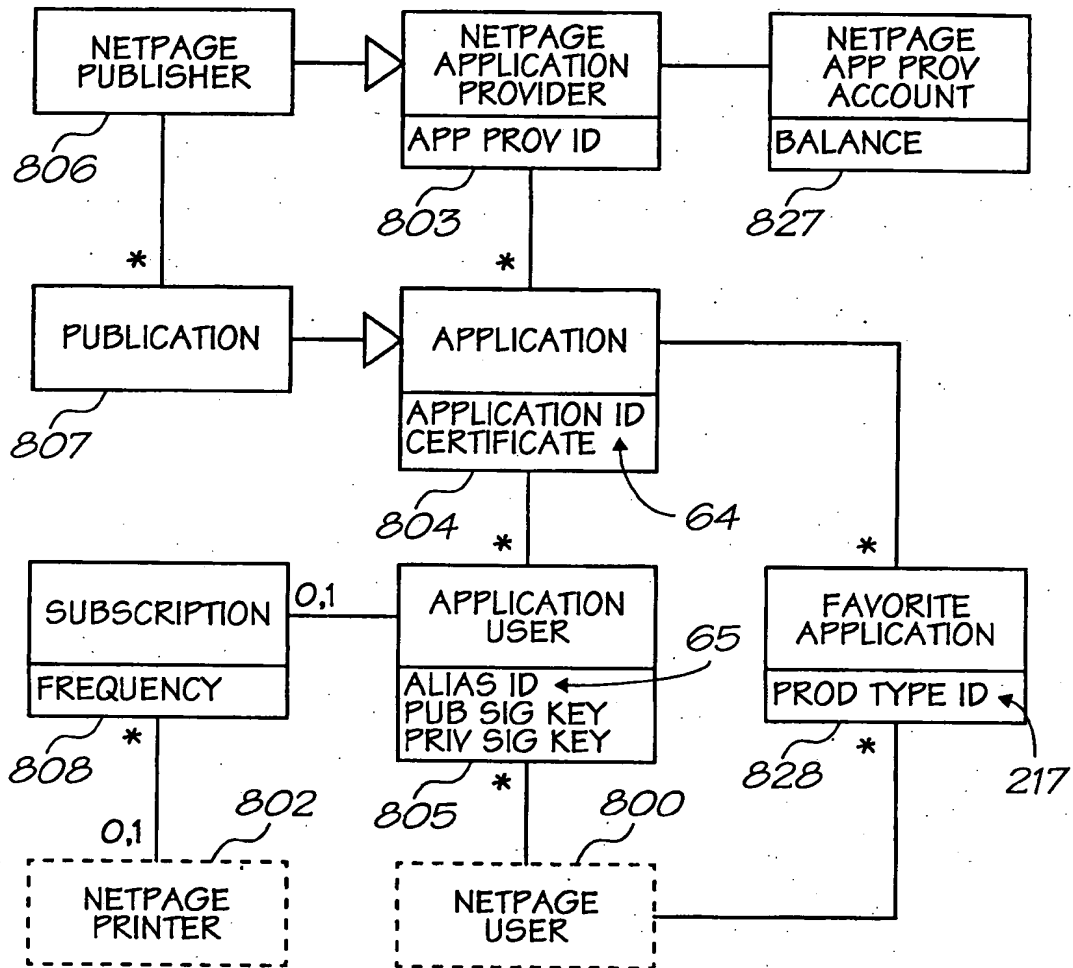 NETPAGE
PUBLISHER
806
NETPAGE
APPLICATION
PROVIDER
APP PROV ID
803
NETPAGE
APP PROV
ACCOUNT
BALANCE
827
*
*
PUBLICATION
807
APPLICATION
APPLICATION ID
CERTIFICATE
804
64
*
*
SUBSCRIPTION
FREQUENCY
808
0,1
APPLICATION
USER
ALIAS ID
PUB SIG KEY
PRIV SIG KEY
805
65
FAVORITE
APPLICATION
PROD TYPE ID
828
217
*
*
*
0,1
802
800
NETPAGE
PRINTER
NETPAGE
USER